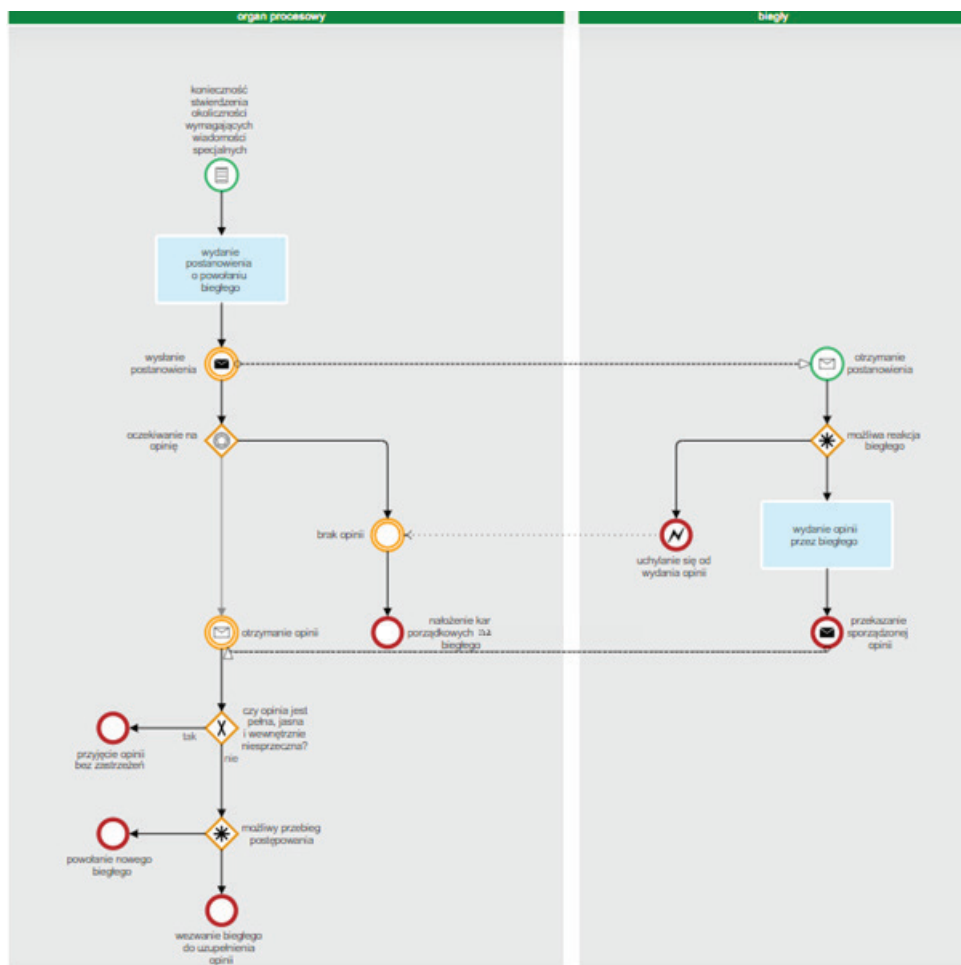 organ procesowy
biegły
konieczność
stwierdzenia
okoliczności
wymagających
wiadomości
specjalnych
wydanie
postanowienia
o powołaniu
biegłego
wysłanie
postanowienia
otrzymanie
postanowienia
oczekiwanie na
opinię
możliwa reakcja
biegłego
brak opinii
uchylanie się od
wydania opinii
wydanie opinii
przez biegłego
otrzymanie opinii
nałożenie kar
porządkowych na
biegłego
przekazanie
sporządzonej
opinii
czy opinia jest
pełna, jasna
i wewnętrznie
niesprzeczna?
tak
nie
przyjęcie opinii
bez zastrzeżeń
możliwy przebieg
postępowania
powołanie nowego
biegłego
wezwanie biegłego
do uzupełnienia
opinii